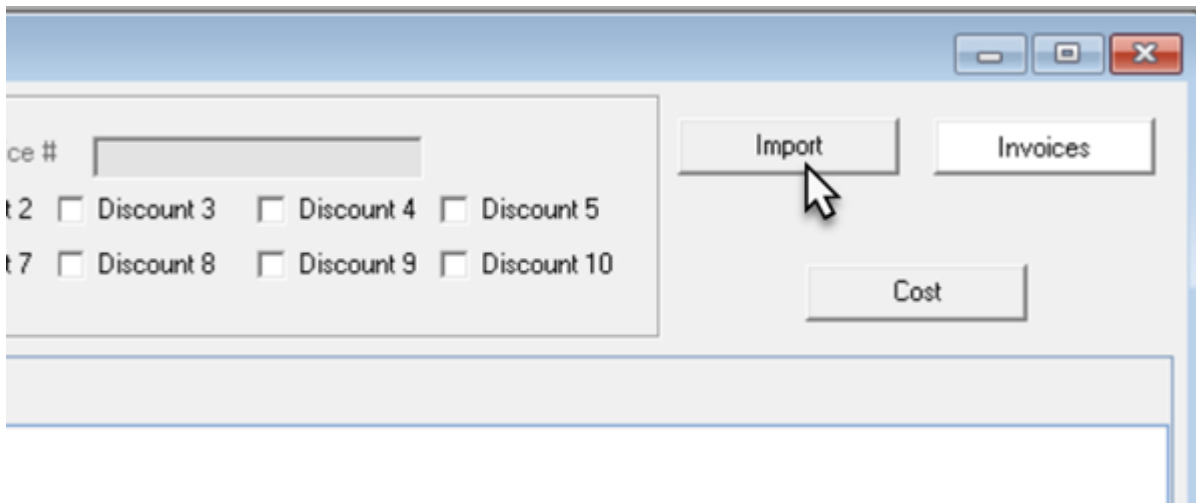 Import
Invoices
ce #
t 2 Discount 3 Discount 4 Discount 5
t 7 Discount 8 Discount 9 Discount 10
Cost